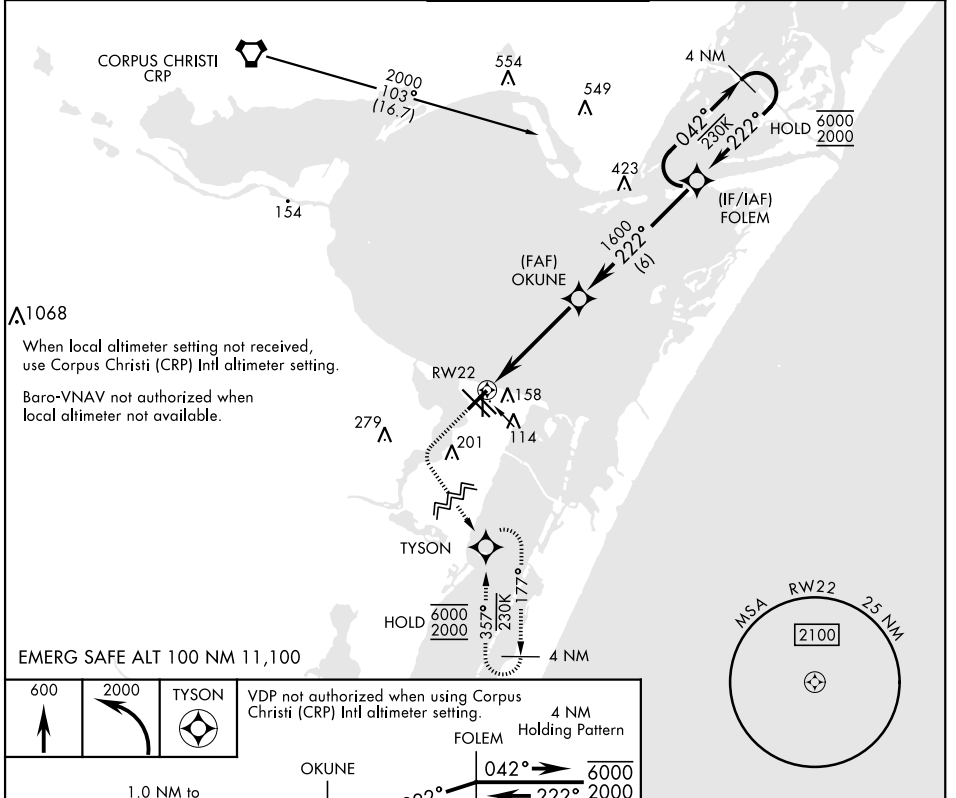 CORPUS CHRISTI
CRP
2000
103°
(16.7)
554
549
4 NM
042°
230K
222°
HOLD 6000
2000
423
(IF/IAF)
FOLEM
154
1600
222°
(6)
(FAF)
OKUNE
1068
When local altimeter setting not received,
use Corpus Christi (CRP) Intl altimeter setting.
Baro-VNAV not authorized when
local altimeter not available.
RW22
158
114
279
201
TYSON
HOLD 6000
2000
357°
230K
177°
4 NM
MSA RW22 25 NM
2100
EMERG SAFE ALT 100 NM 11,100
600
2000
TYSON
VDP not authorized when using Corpus
Christi (CRP) Intl altimeter setting.
4 NM
Holding Pattern
FOLEM
OKUNE
042°
6000
222°
2000
1.0 NM to